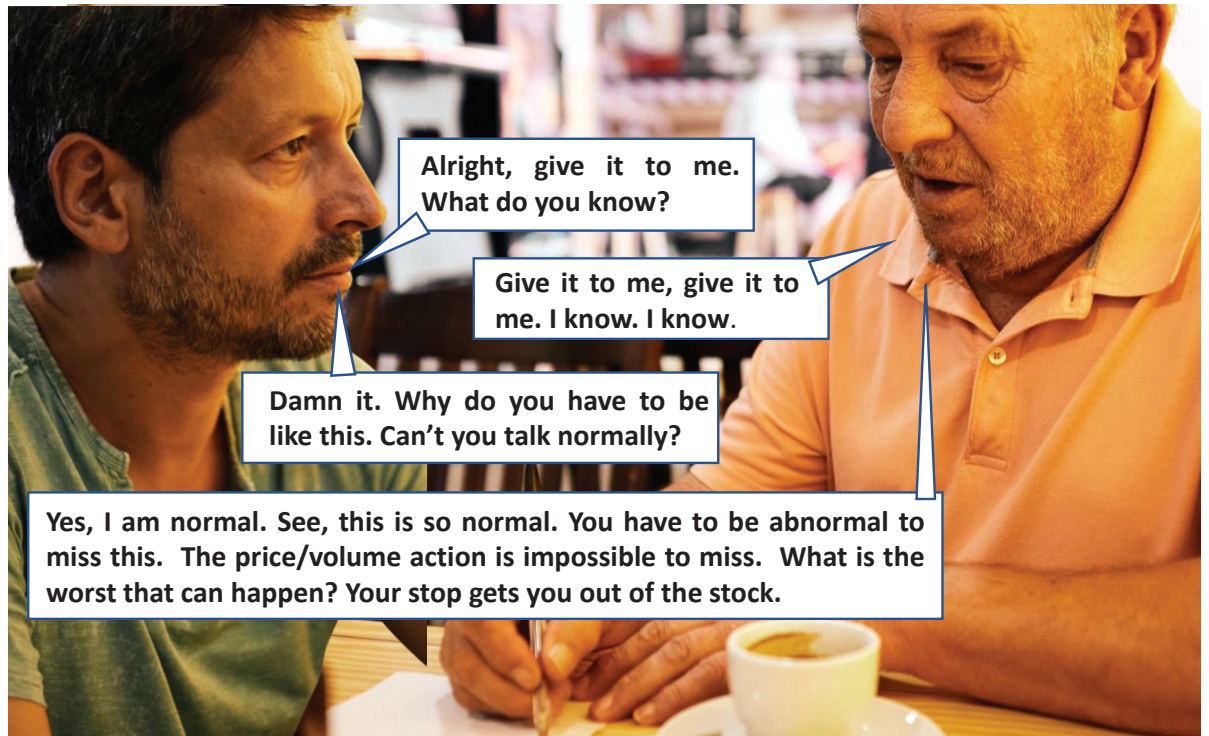 Alright, give it to me.
What do you know?
Give it to me, give it to
me. I know. I know.
Damn it. Why do you have to be
like this. Can't you talk normally?
Yes, I am normal. See, this is so normal. You have to be abnormal to
miss this. The price/volume action is impossible to miss. What is the
worst that can happen? Your stop gets you out of the stock.